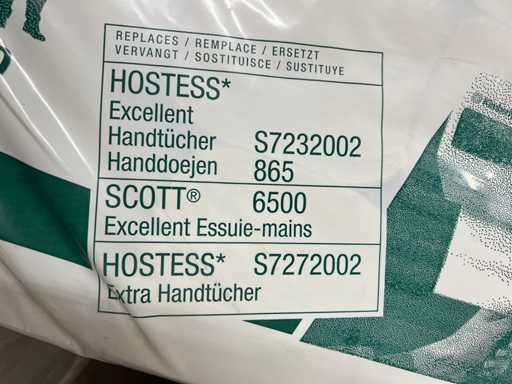 REPLACES / REMPLACE / ERSETZT
VERVANGT / SOSTITUISCE / SUSTITUYE
HOSTESS*
Excellent
Handtücher S7232002
Handdoejen 865
SCOTT® 6500
Excellent Essuie-mains
HOSTESS* S7272002
Extra Handtücher